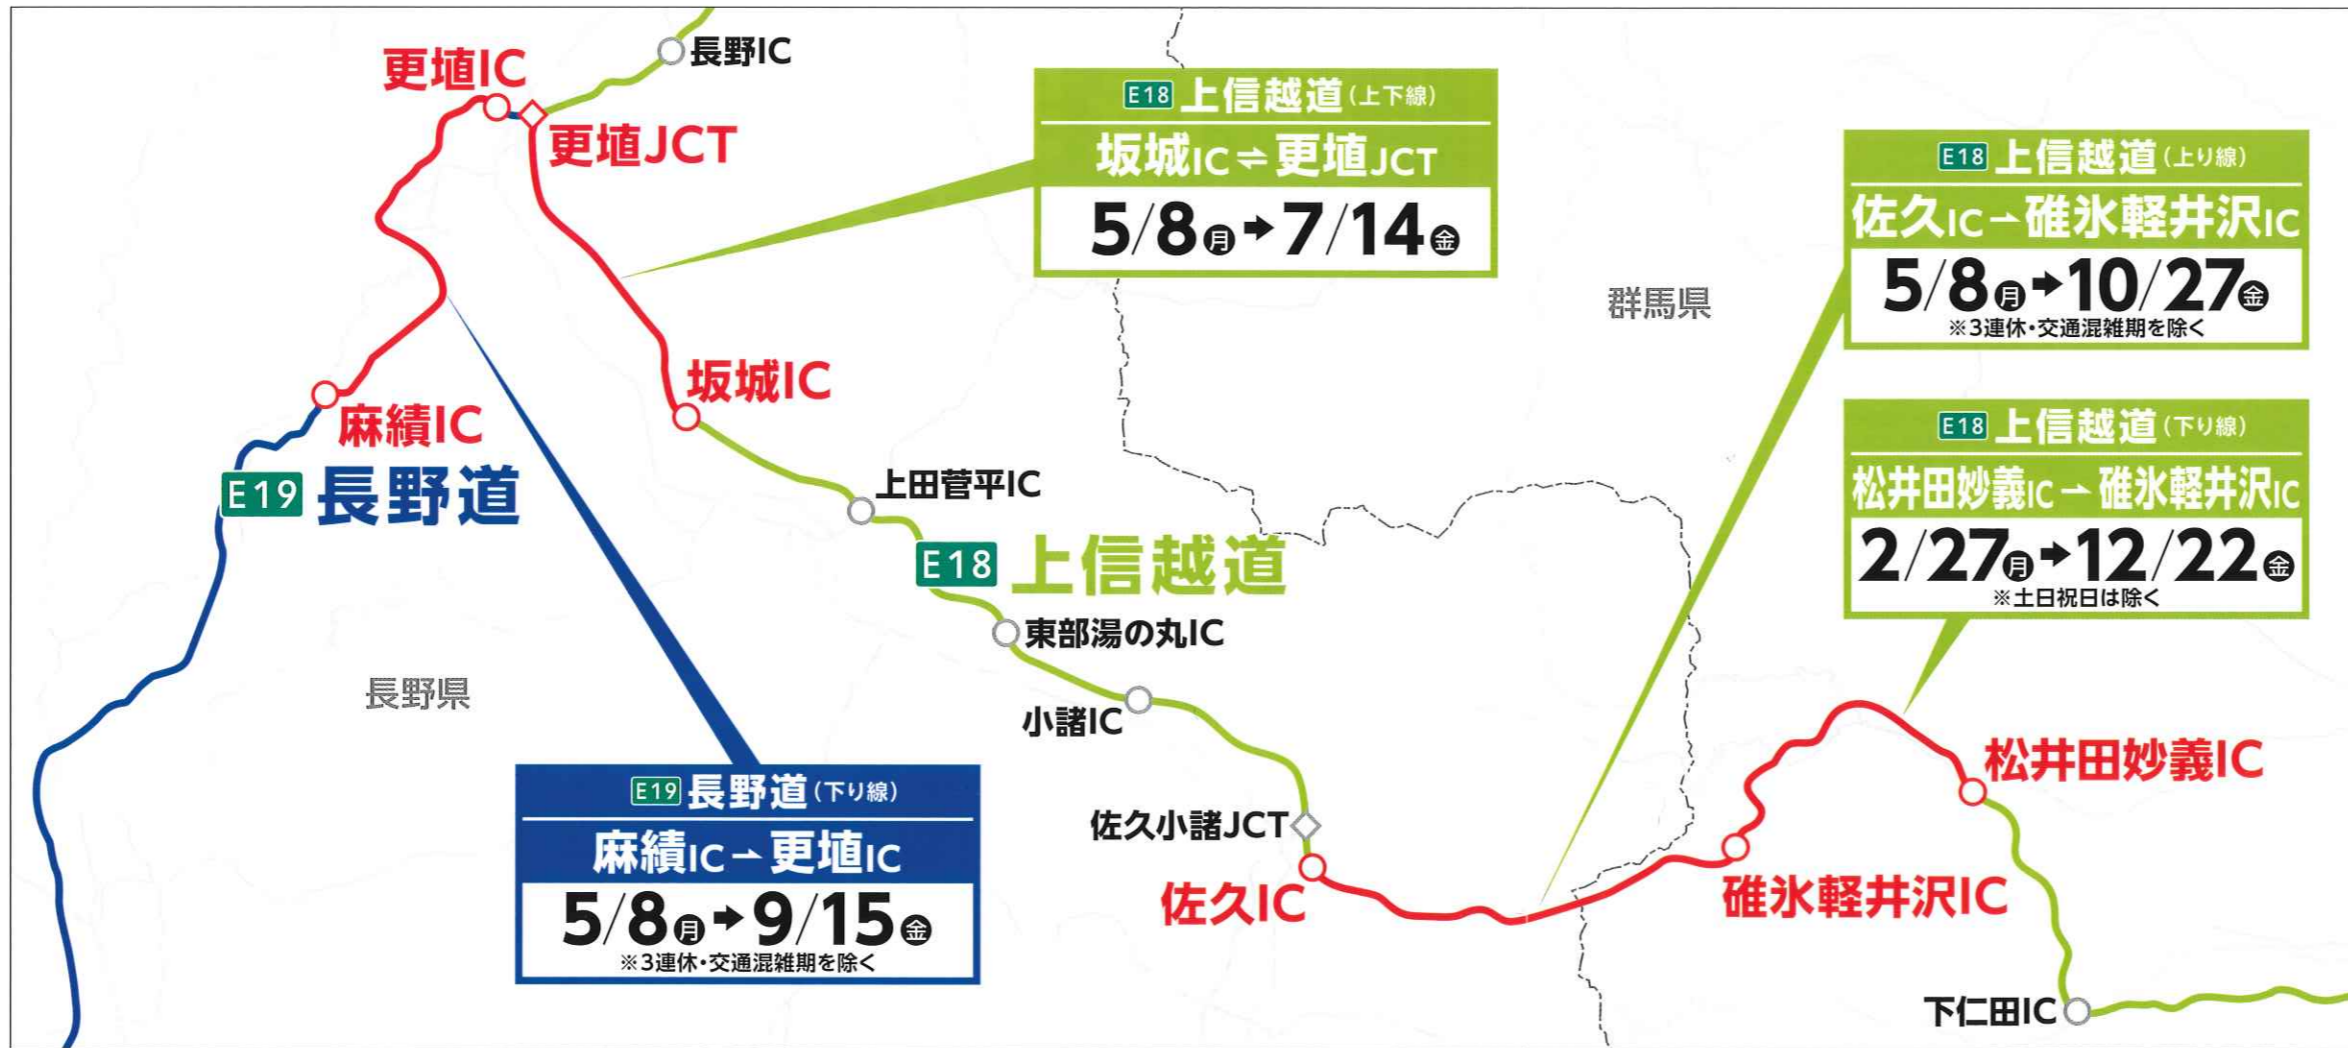 更埴IC
長野IC
更埴JCT
E18 上信越道(上下線)
坂城IC⇌更埴JCT
5/8月→7/14金
E18 上信越道(上り線)
佐久IC⇀碓氷軽井沢IC
5/8月→10/27金
※3連休・交通混雑期を除く
群馬県
坂城IC
麻績IC
E19 長野道
上田菅平IC
E18 上信越道(下り線)
松井田妙義IC⇀碓氷軽井沢IC
2/27月→12/22金
※土日祝日は除く
E18 上信越道
東部湯の丸IC
長野県
小諸IC
松井田妙義IC
E19 長野道(下り線)
麻績IC⇀更埴IC
5/8月→9/15金
※3連休・交通混雑期を除く
佐久小諸JCT
佐久IC
碓氷軽井沢IC
下仁田IC